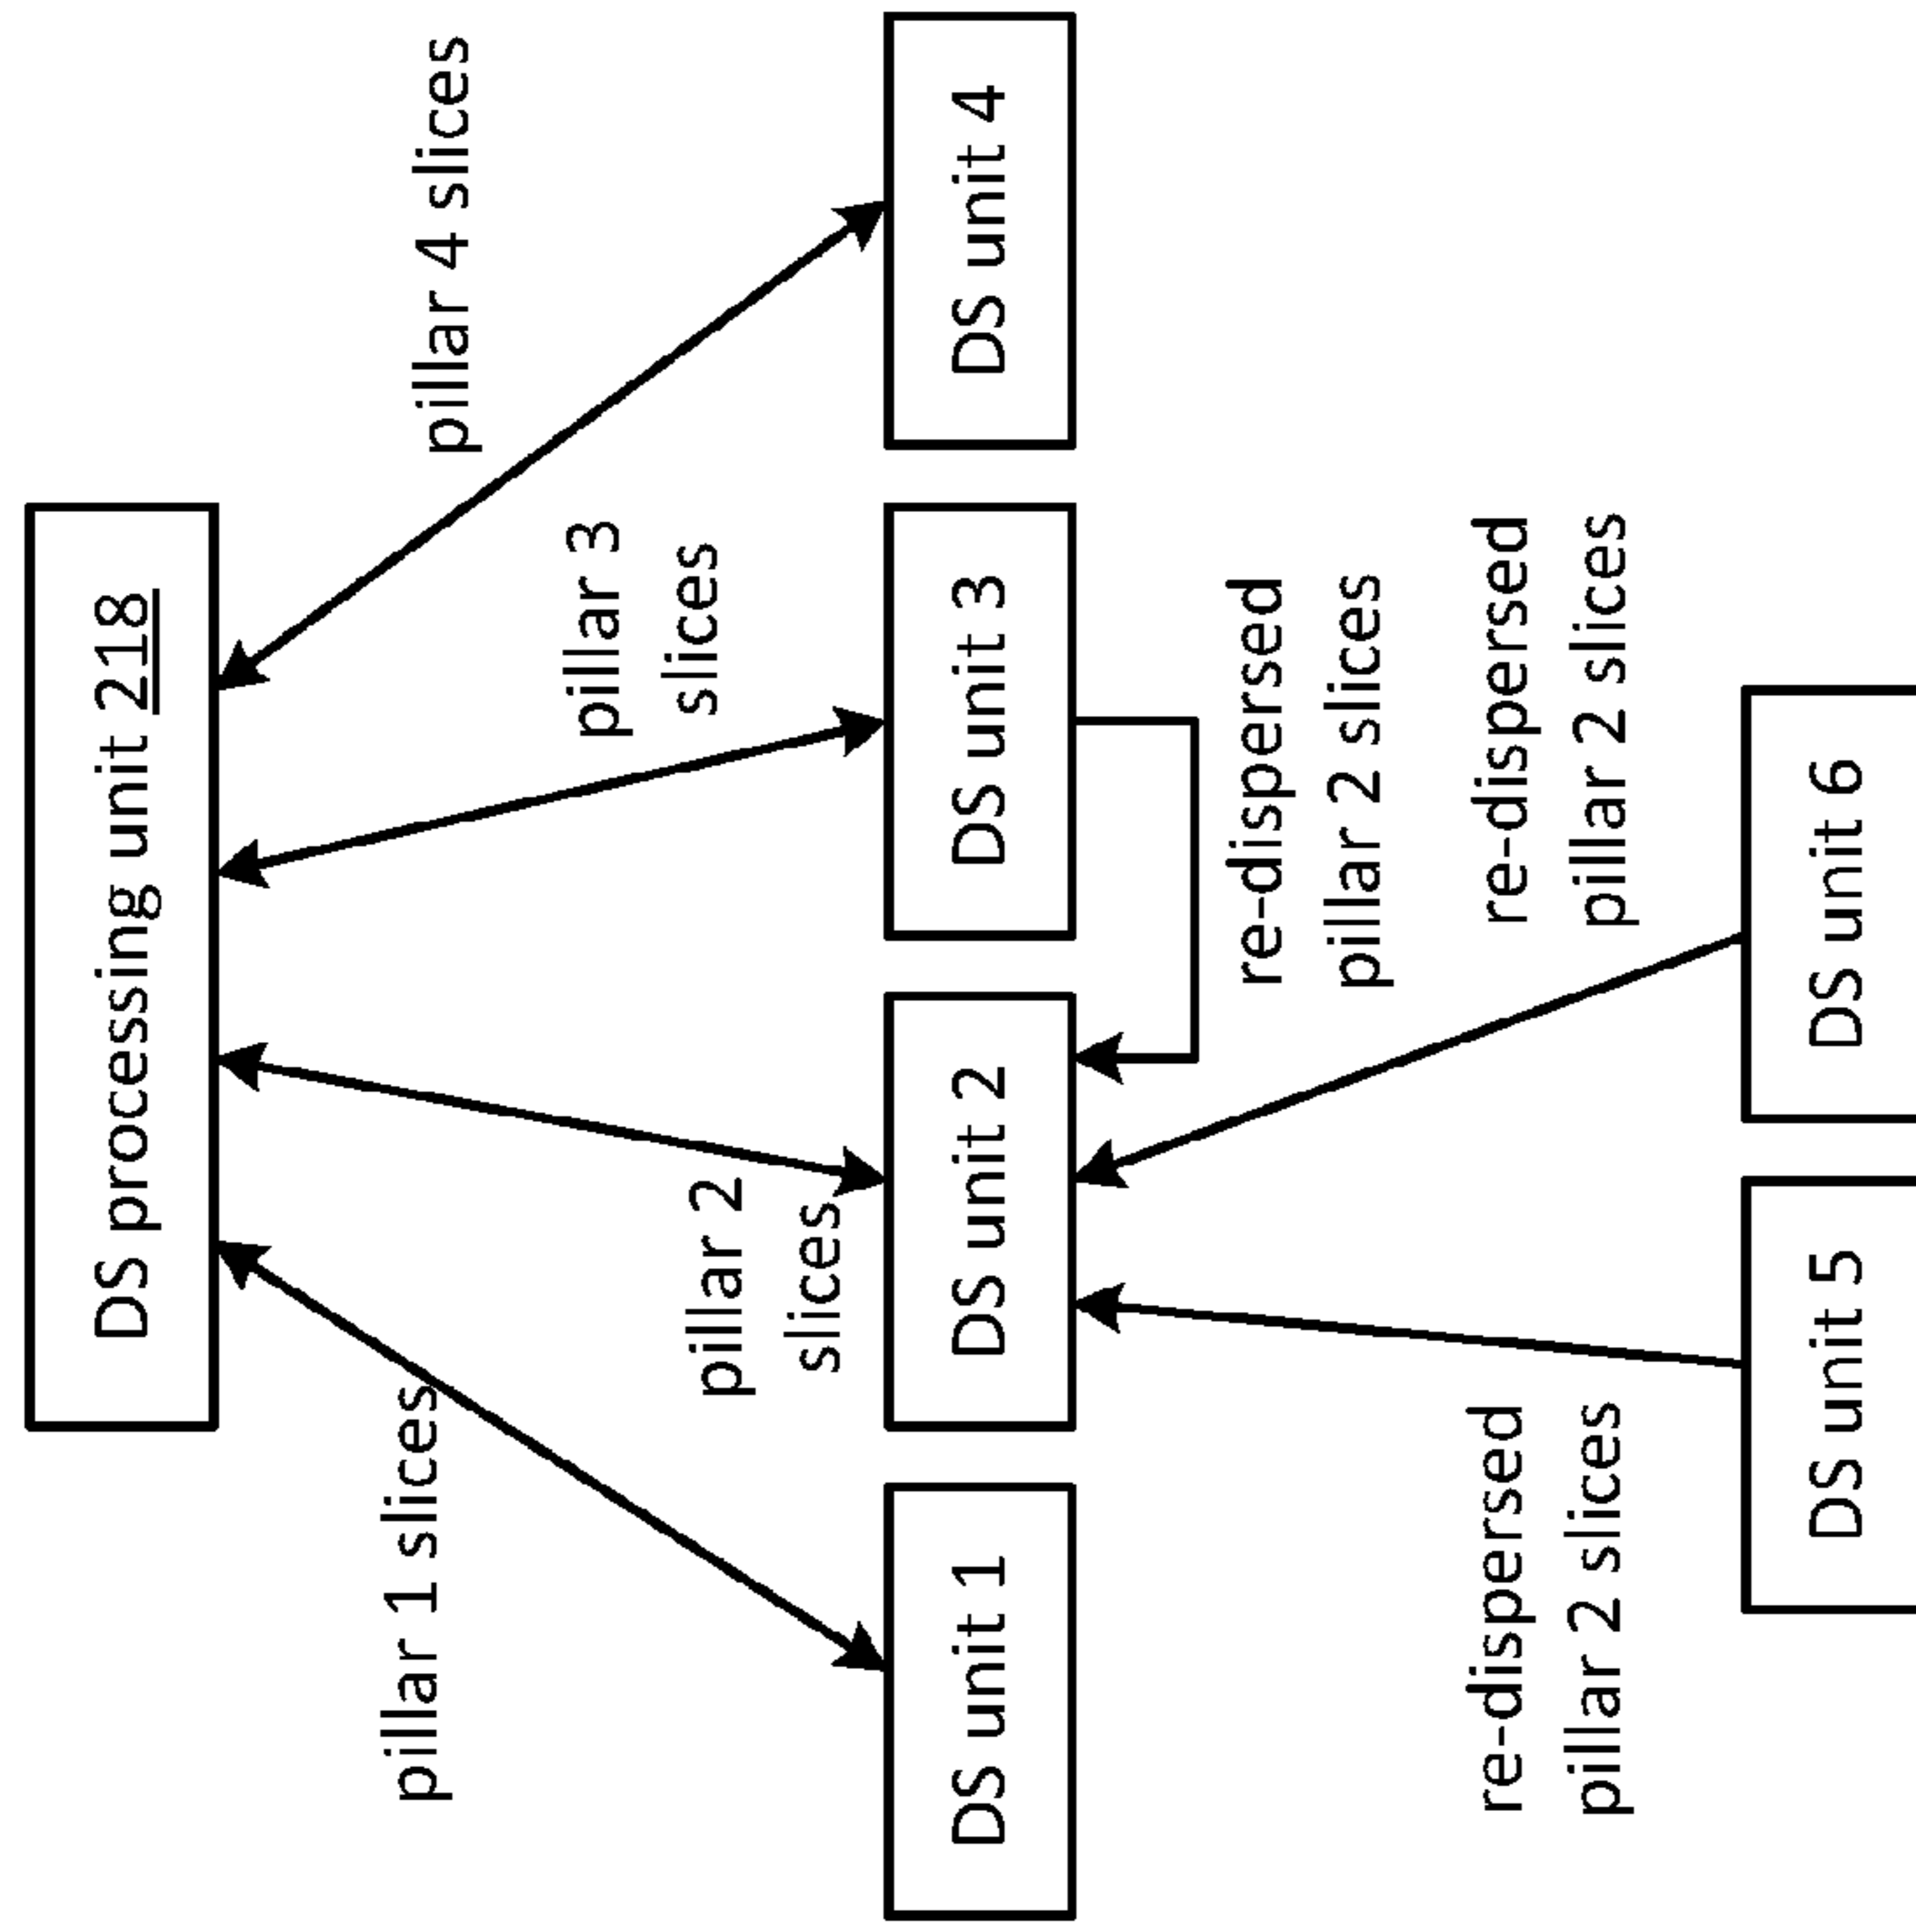 DS processing unit 218
pillar 1 slices
pillar 2
slices
pillar 3
slices
pillar 4 slices
DS unit 1
DS unit 2
DS unit 3
DS unit 4
re-dispersed
pillar 2 slices
re-dispersed
pillar 2 slices
re-dispersed
pillar 2 slices
DS unit 5
DS unit 6